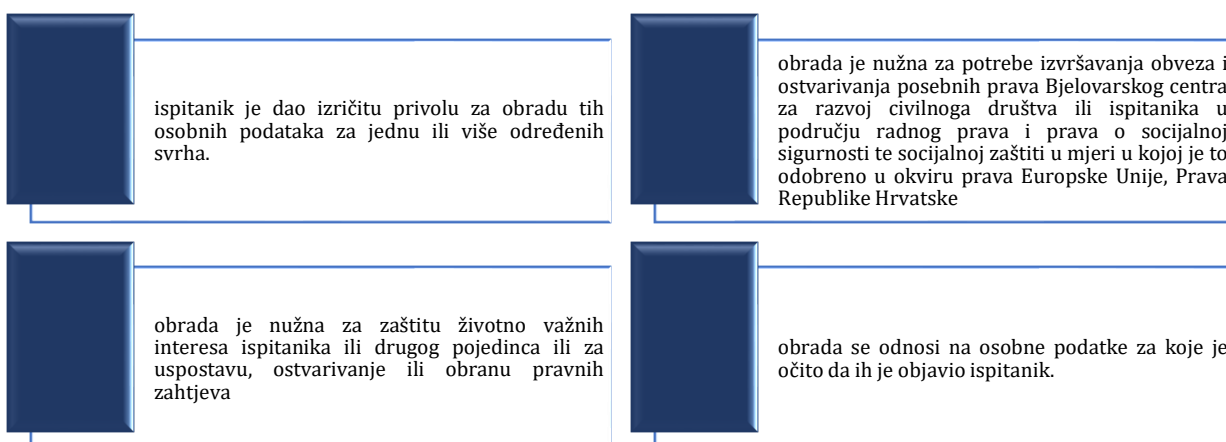 ispitanik je dao izričitu privolu za obradu tih
osobnih podataka za jednu ili više određenih
svrha.
obrada je nužna za potrebe izvršavanja obveza i
ostvarivanja posebnih prava Bjelovarskog centra
za razvoj civilnoga društva ili ispitanika u
području radnog prava i prava o socijalnoj
sigurnosti te socijalnoj zaštiti u mjeri u kojoj je to
odobreno u okviru prava Europske Unije, Prava
Republike Hrvatske
obrada je nužna za zaštitu životno važnih
interesa ispitanika ili drugog pojedinca ili za
uspostavu, ostvarivanje ili obranu pravnih
zahtjeva
obrada se odnosi na osobne podatke za koje je
očito da ih je objavio ispitanik.